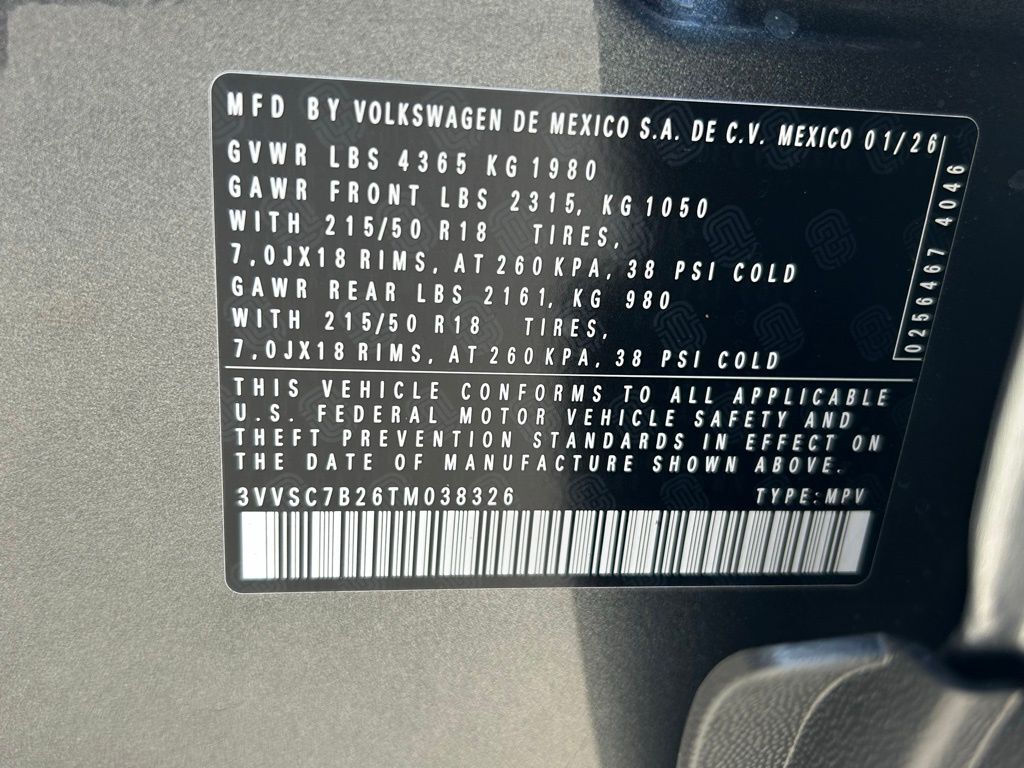 MFD BY VOLKSWAGEN DE MEXICO S.A. DE C.V. MEXICO 01/26
GVWR LBS 4365 KG 1980
GAWR FRONT LBS 2315, KG 1050
WITH 215/50 R18 TIRES,
7,0JX18 RIMS, AT 260 KPA, 38 PSI COLD
GAWR REAR LBS 2161, KG 980
WITH 215/50 R18 TIRES,
7,0JX18 RIMS, AT 260 KPA, 38 PSI COLD
0256467 4046
THIS VEHICLE CONFORMS TO ALL APPLICABLE
U.S. FEDERAL MOTOR VEHICLE SAFETY AND
THEFT PREVENTION STANDARDS IN EFFECT ON
THE DATE OF MANUFACTURE SHOWN ABOVE.
3VVSC7B26TM038326 TYPE: MPV